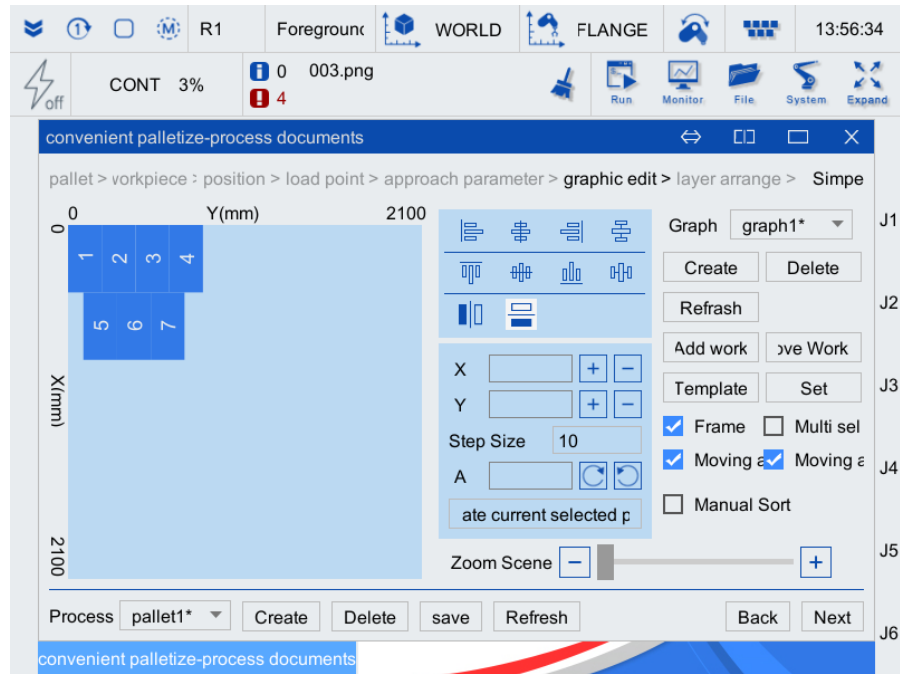 1 M R1 Foregrounc WORLD FLANGE 13:56:34
off CONT 3% i 0 003.png
! 4
Run Monitor File System Expand
convenient palletize-process documents
pallet > vorkpiece : position > load point > approach parameter > graphic edit > layer arrange > Simpe
0 Y(mm) 2100
0
X(mm)
2100
1 2 3 4
5 6 7
X + −
Y + −
Step Size 10
A
ate current selected p
Zoom Scene − +
Graph graph1*
Create Delete
Refrash
Add work ove Work
Template Set
Frame Multi sel
Moving a Moving a
Manual Sort
J1
J2
J3
J4
J5
J6
Process pallet1* Create Delete save Refresh Back Next
convenient palletize-process documents